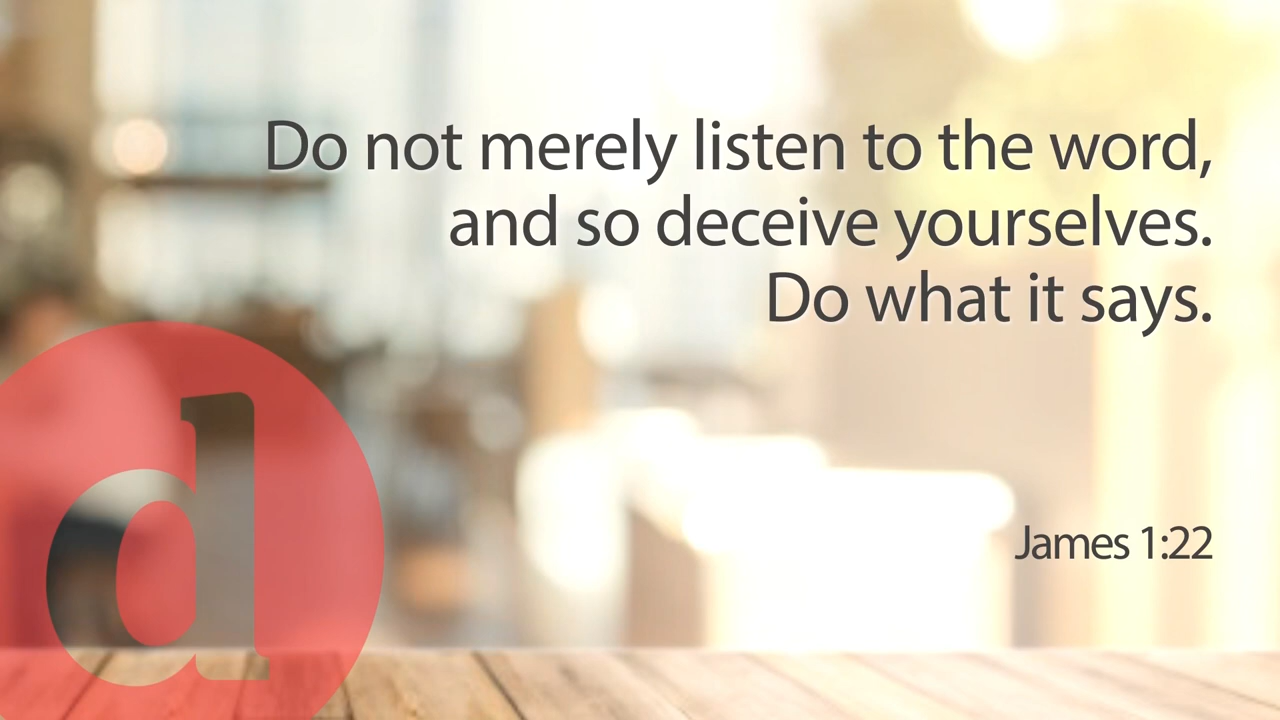 Do not merely listen to the word,
and so deceive yourselves.
Do what it says.
James 1:22
d